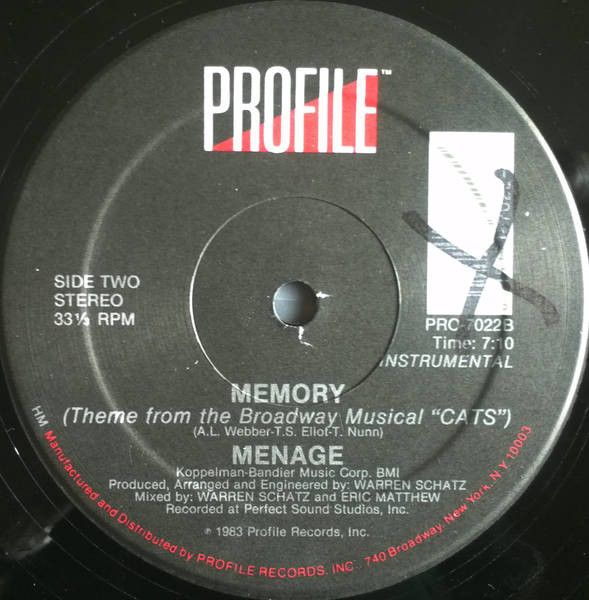 PROFILE™
SIDE TWO
STEREO
33⅓ RPM
PRO-7022B
Time: 7:10
INSTRUMENTAL
MEMORY
(Theme from the Broadway Musical "CATS")
(A.L. Webber-T.S. Eliot-T. Nunn)
MENAGE
Koppelman-Bandier Music Corp. BMI
Produced, Arranged and Engineered by: WARREN SCHATZ
Mixed by: WARREN SCHATZ and ERIC MATTHEW
Recorded at Perfect Sound Studios, Inc.
℗ 1983 Profile Records, Inc.
HM Manufactured and Distributed by PROFILE RECORDS, INC. 740 Broadway, New York, N.Y. 10003